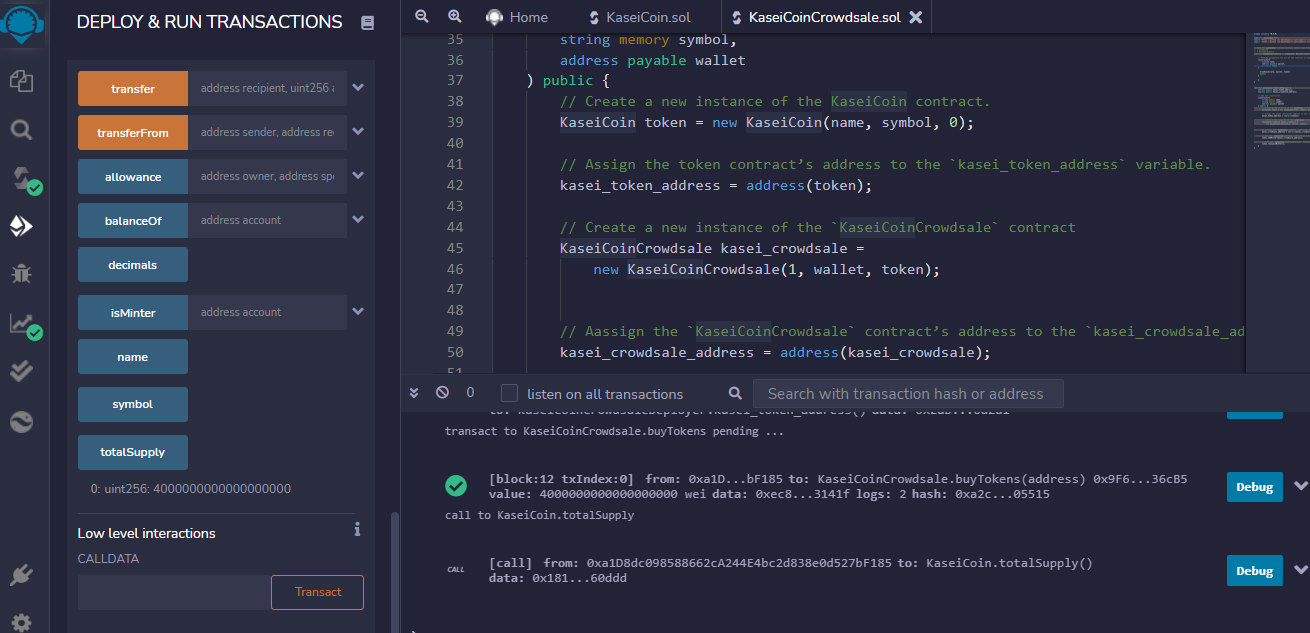 DEPLOY & RUN TRANSACTIONS
transfer
address recipient, uint256 a
transferFrom
address sender, address re
allowance
address owner, address spe
balanceOf
address account
decimals
isMinter
address account
name
symbol
totalSupply
0: uint256: 4000000000000000000
Low level interactions
i
CALLDATA
Transact
Home
KaseiCoin.sol
KaseiCoinCrowdsale.sol
35 string memory symbol,
36 address payable wallet
37 ) public {
38 // Create a new instance of the KaseiCoin contract.
39 KaseiCoin token = new KaseiCoin(name, symbol, 0);
40
41 // Assign the token contract’s address to the `kasei_token_address` variable.
42 kasei_token_address = address(token);
43
44 // Create a new instance of the `KaseiCoinCrowdsale` contract
45 KaseiCoinCrowdsale kasei_crowdsale =
46 new KaseiCoinCrowdsale(1, wallet, token);
47
48
49 // Aassign the `KaseiCoinCrowdsale` contract’s address to the `kasei_crowdsale_ad
50 kasei_crowdsale_address = address(kasei_crowdsale);
51
0
listen on all transactions
Search with transaction hash or address
transact to KaseiCoinCrowdsale.buyTokens pending ...
[block:12 txIndex:0] from: 0xa1D...bF185 to: KaseiCoinCrowdsale.buyTokens(address) 0x9F6...36cB5
value: 4000000000000000000 wei data: 0xec8...3141f logs: 2 hash: 0xa2c...05515
Debug
call to KaseiCoin.totalSupply
CALL
[call] from: 0xa1D8dc098588662cA244E4bc2d838e0d527bF185 to: KaseiCoin.totalSupply()
data: 0x181...60ddd
Debug